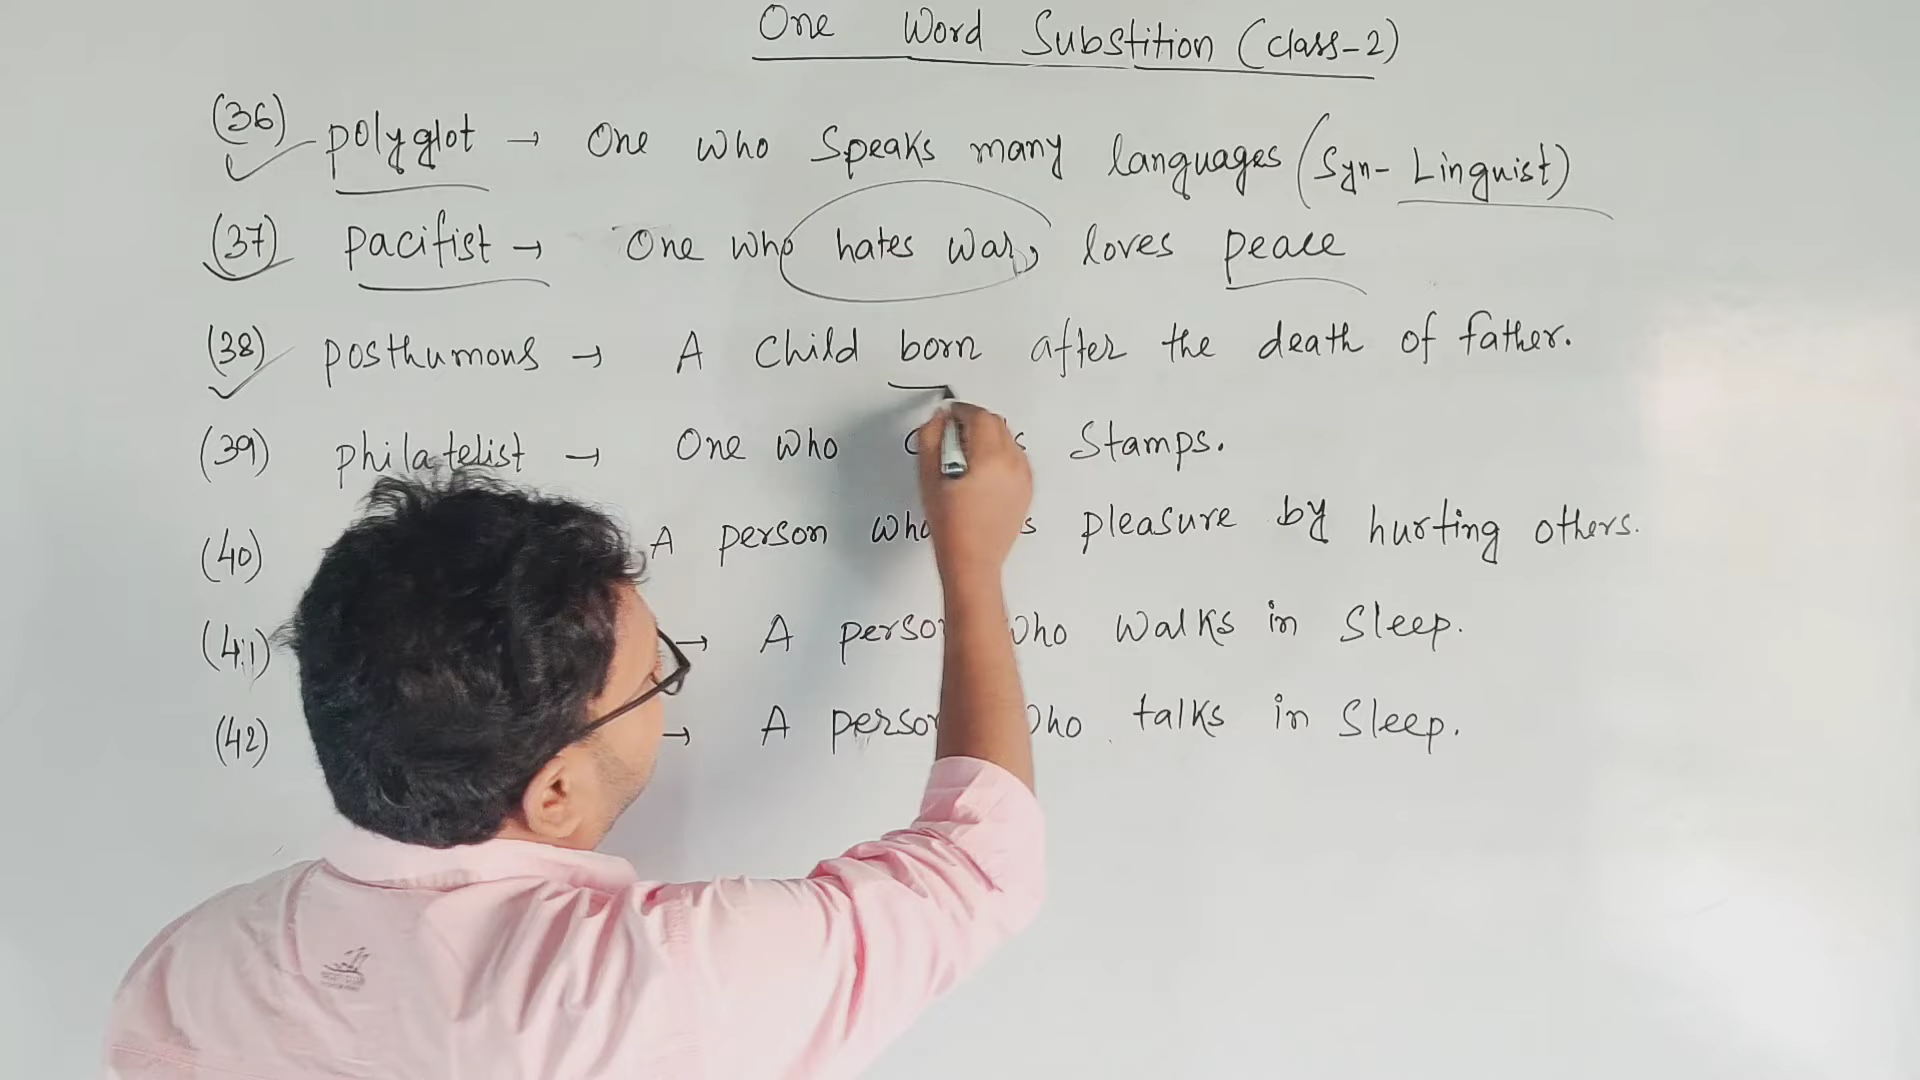 One Word Substition (class-2)
(36) polyglot → One who speaks many languages (Syn- Linguist)
(37) pacifist → One who hates war, loves peace
(38) posthumous → A child born after the death of father.
(39) philatelist → One who stamps.
(40) A person who pleasure by hurting others.
(41) → A person who walks in sleep.
(42) → A person who talks in sleep.